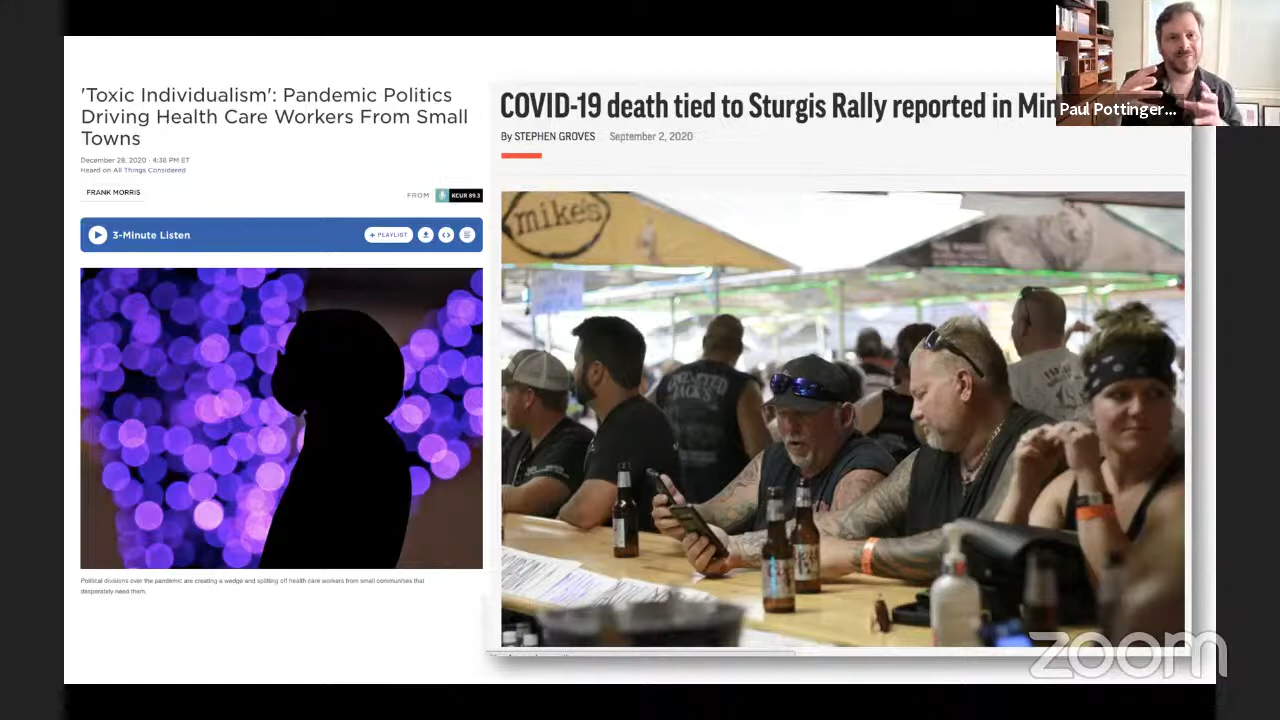 'Toxic Individualism': Pandemic Politics
Driving Health Care Workers From Small
Towns
December 28, 2020 · 4:38 PM ET
Heard on All Things Considered
FRANK MORRIS
FROM
KCUR 89.3
3-Minute Listen
+ PLAYLIST
Political divisions over the pandemic are creating a wedge and splitting off health care workers from small communities that
desperately need them.
COVID-19 death tied to Sturgis Rally reported in
By STEPHEN GROVES September 2, 2020
mike's
Paul Pottinger...
zoom